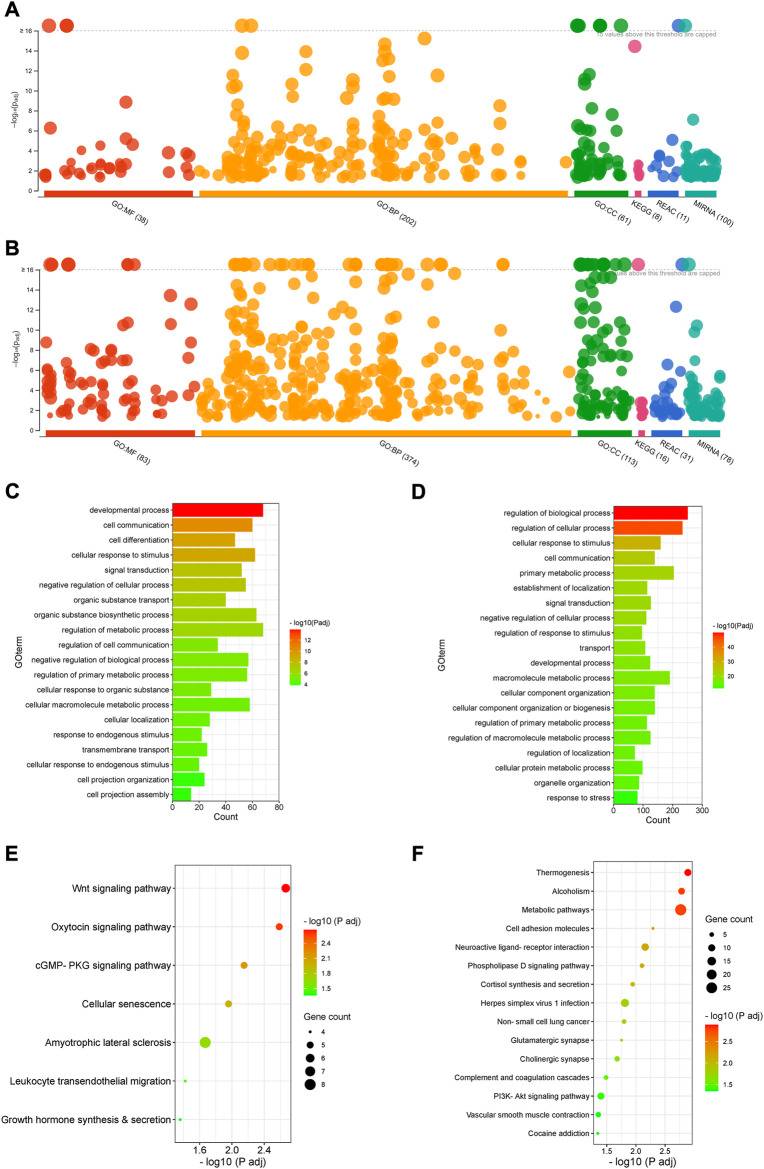 A
≥ 16
values above this threshold are capped
14
12
10
8
6
4
2
0
−log₁₀(padj)
GO:MF (38)
GO:BP (202)
GO:CC (61)
KEGG (8)
REAC (11)
MIRNA (100)
B
≥ 16
values above this threshold are capped
14
12
10
8
6
4
2
0
−log₁₀(padj)
GO:MF (83)
GO:BP (374)
GO:CC (113)
KEGG (16)
REAC (31)
MIRNA (78)
C
GOterm
developmental process
cell communication
cell differentiation
cellular response to stimulus
signal transduction
negative regulation of cellular process
organic substance transport
organic substance biosynthetic process
regulation of metabolic process
regulation of cell communication
negative regulation of biological process
regulation of primary metabolic process
cellular response to organic substance
cellular macromolecule metabolic process
cellular localization
response to endogenous stimulus
transmembrane transport
cellular response to endogenous stimulus
cell projection organization
cell projection assembly
0 20 40 60 80
Count
- log10(Padj)
14
12
10
8
6
4
D
GOterm
regulation of biological process
regulation of cellular process
cellular response to stimulus
cell communication
primary metabolic process
establishment of localization
signal transduction
negative regulation of cellular process
regulation of response to stimulus
transport
developmental process
macromolecule metabolic process
cellular component organization
cellular component organization or biogenesis
regulation of primary metabolic process
regulation of macromolecule metabolic process
regulation of localization
cellular protein metabolic process
organelle organization
response to stress
0 100 200 300
Count
- log10(Padj)
50
40
30
20
E
Wnt signaling pathway
Oxytocin signaling pathway
cGMP- PKG signaling pathway
Cellular senescence
Amyotrophic lateral sclerosis
Leukocyte transendothelial migration
Growth hormone synthesis & secretion
1.6 2.0 2.4
- log10 (P adj)
- log10 (P adj)
2.4
2.1
1.8
1.5
Gene count
4
5
6
7
8
F
Thermogenesis
Alcoholism
Metabolic pathways
Cell adhesion molecules
Neuroactive ligand- receptor interaction
Phospholipase D signaling pathway
Cortisol synthesis and secretion
Herpes simplex virus 1 infection
Non- small cell lung cancer
Glutamatergic synapse
Cholinergic synapse
Complement and coagulation cascades
PI3K- Akt signaling pathway
Vascular smooth muscle contraction
Cocaine addiction
1.5 2.1 2.7
- log10 (P adj)
Gene count
5
10
15
20
25
- log10 (P adj)
2.5
2.0
1.5